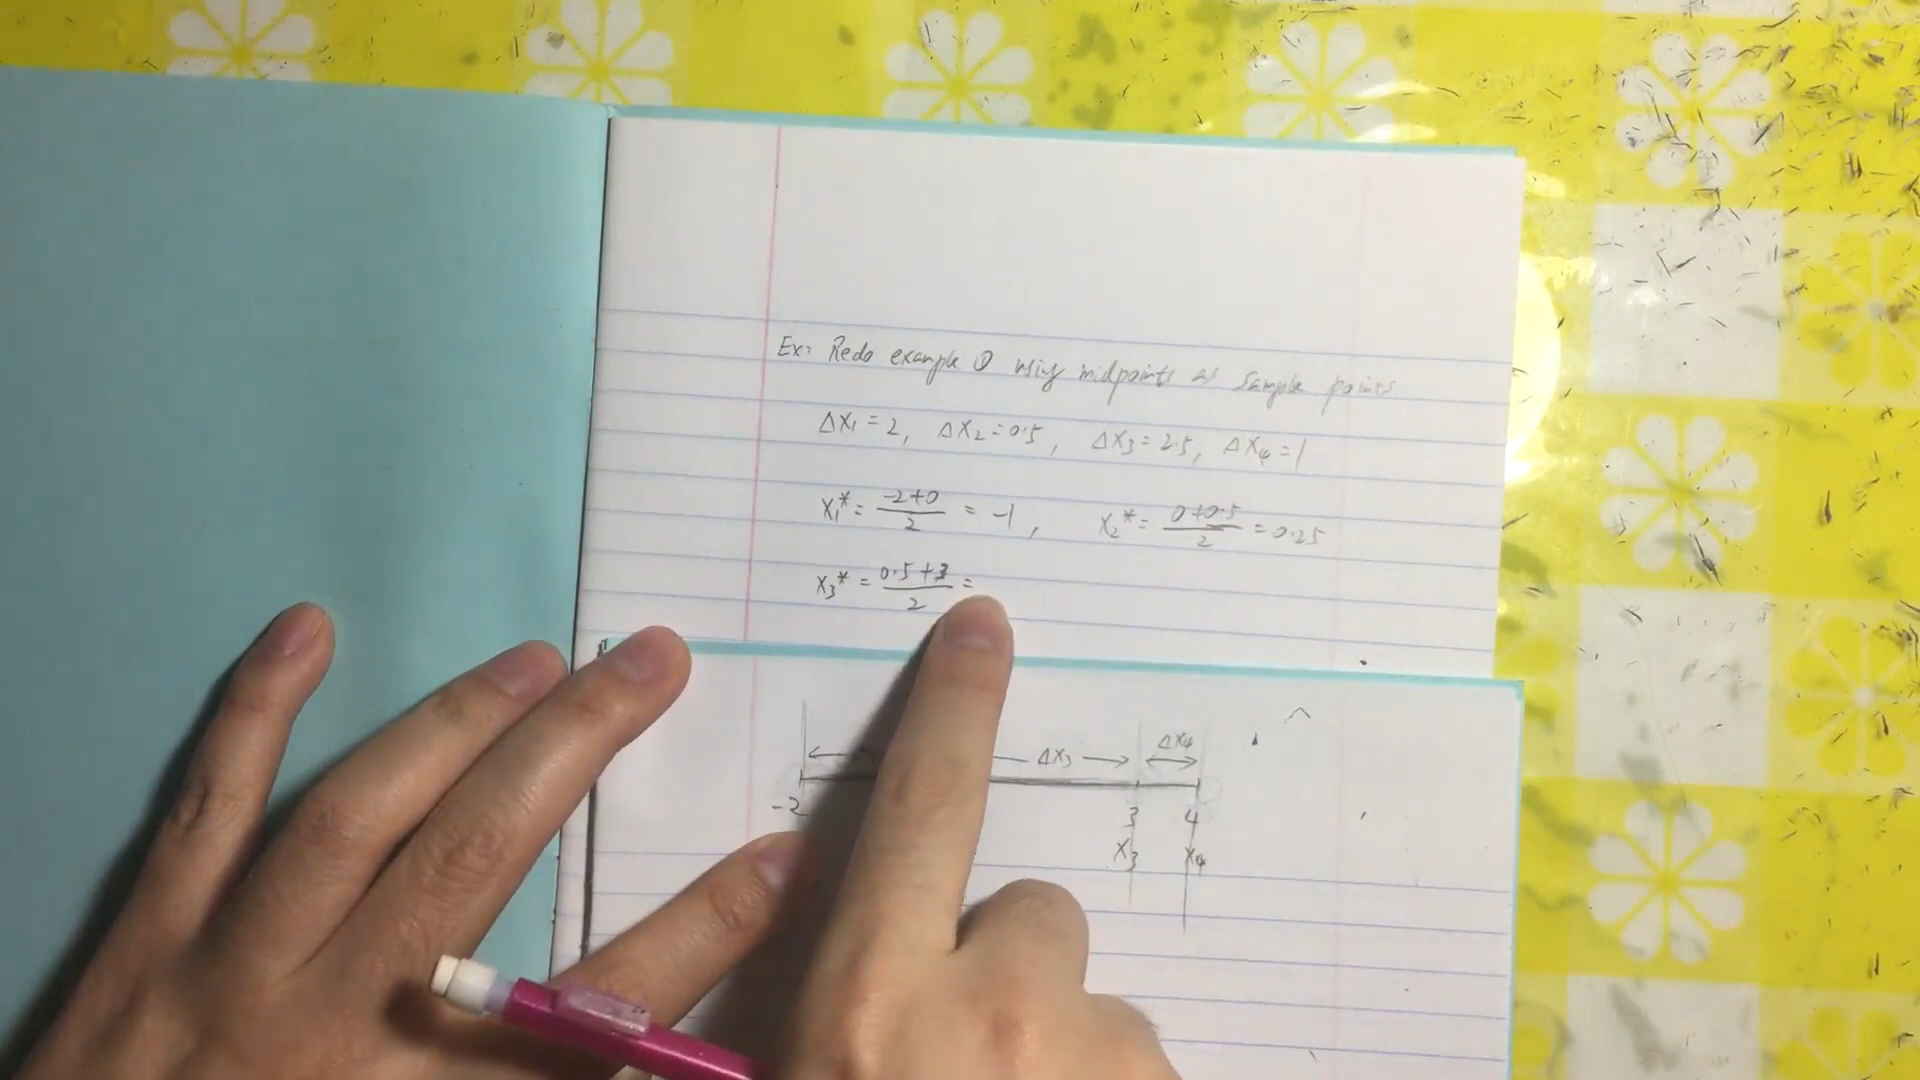 Ex: Redo example ① using midpoints as sample points
ΔX₁ = 2, ΔX₂ = 0.5, ΔX₃ = 2.5, ΔX₄ = 1
X₁* = (-2+0)/2 = -1, X₂* = (0+0.5)/2 = 0.25
X₃* = (0.5+3)/2 =
ΔX₃ ΔX₄
-2 3 4
X₃ X₄